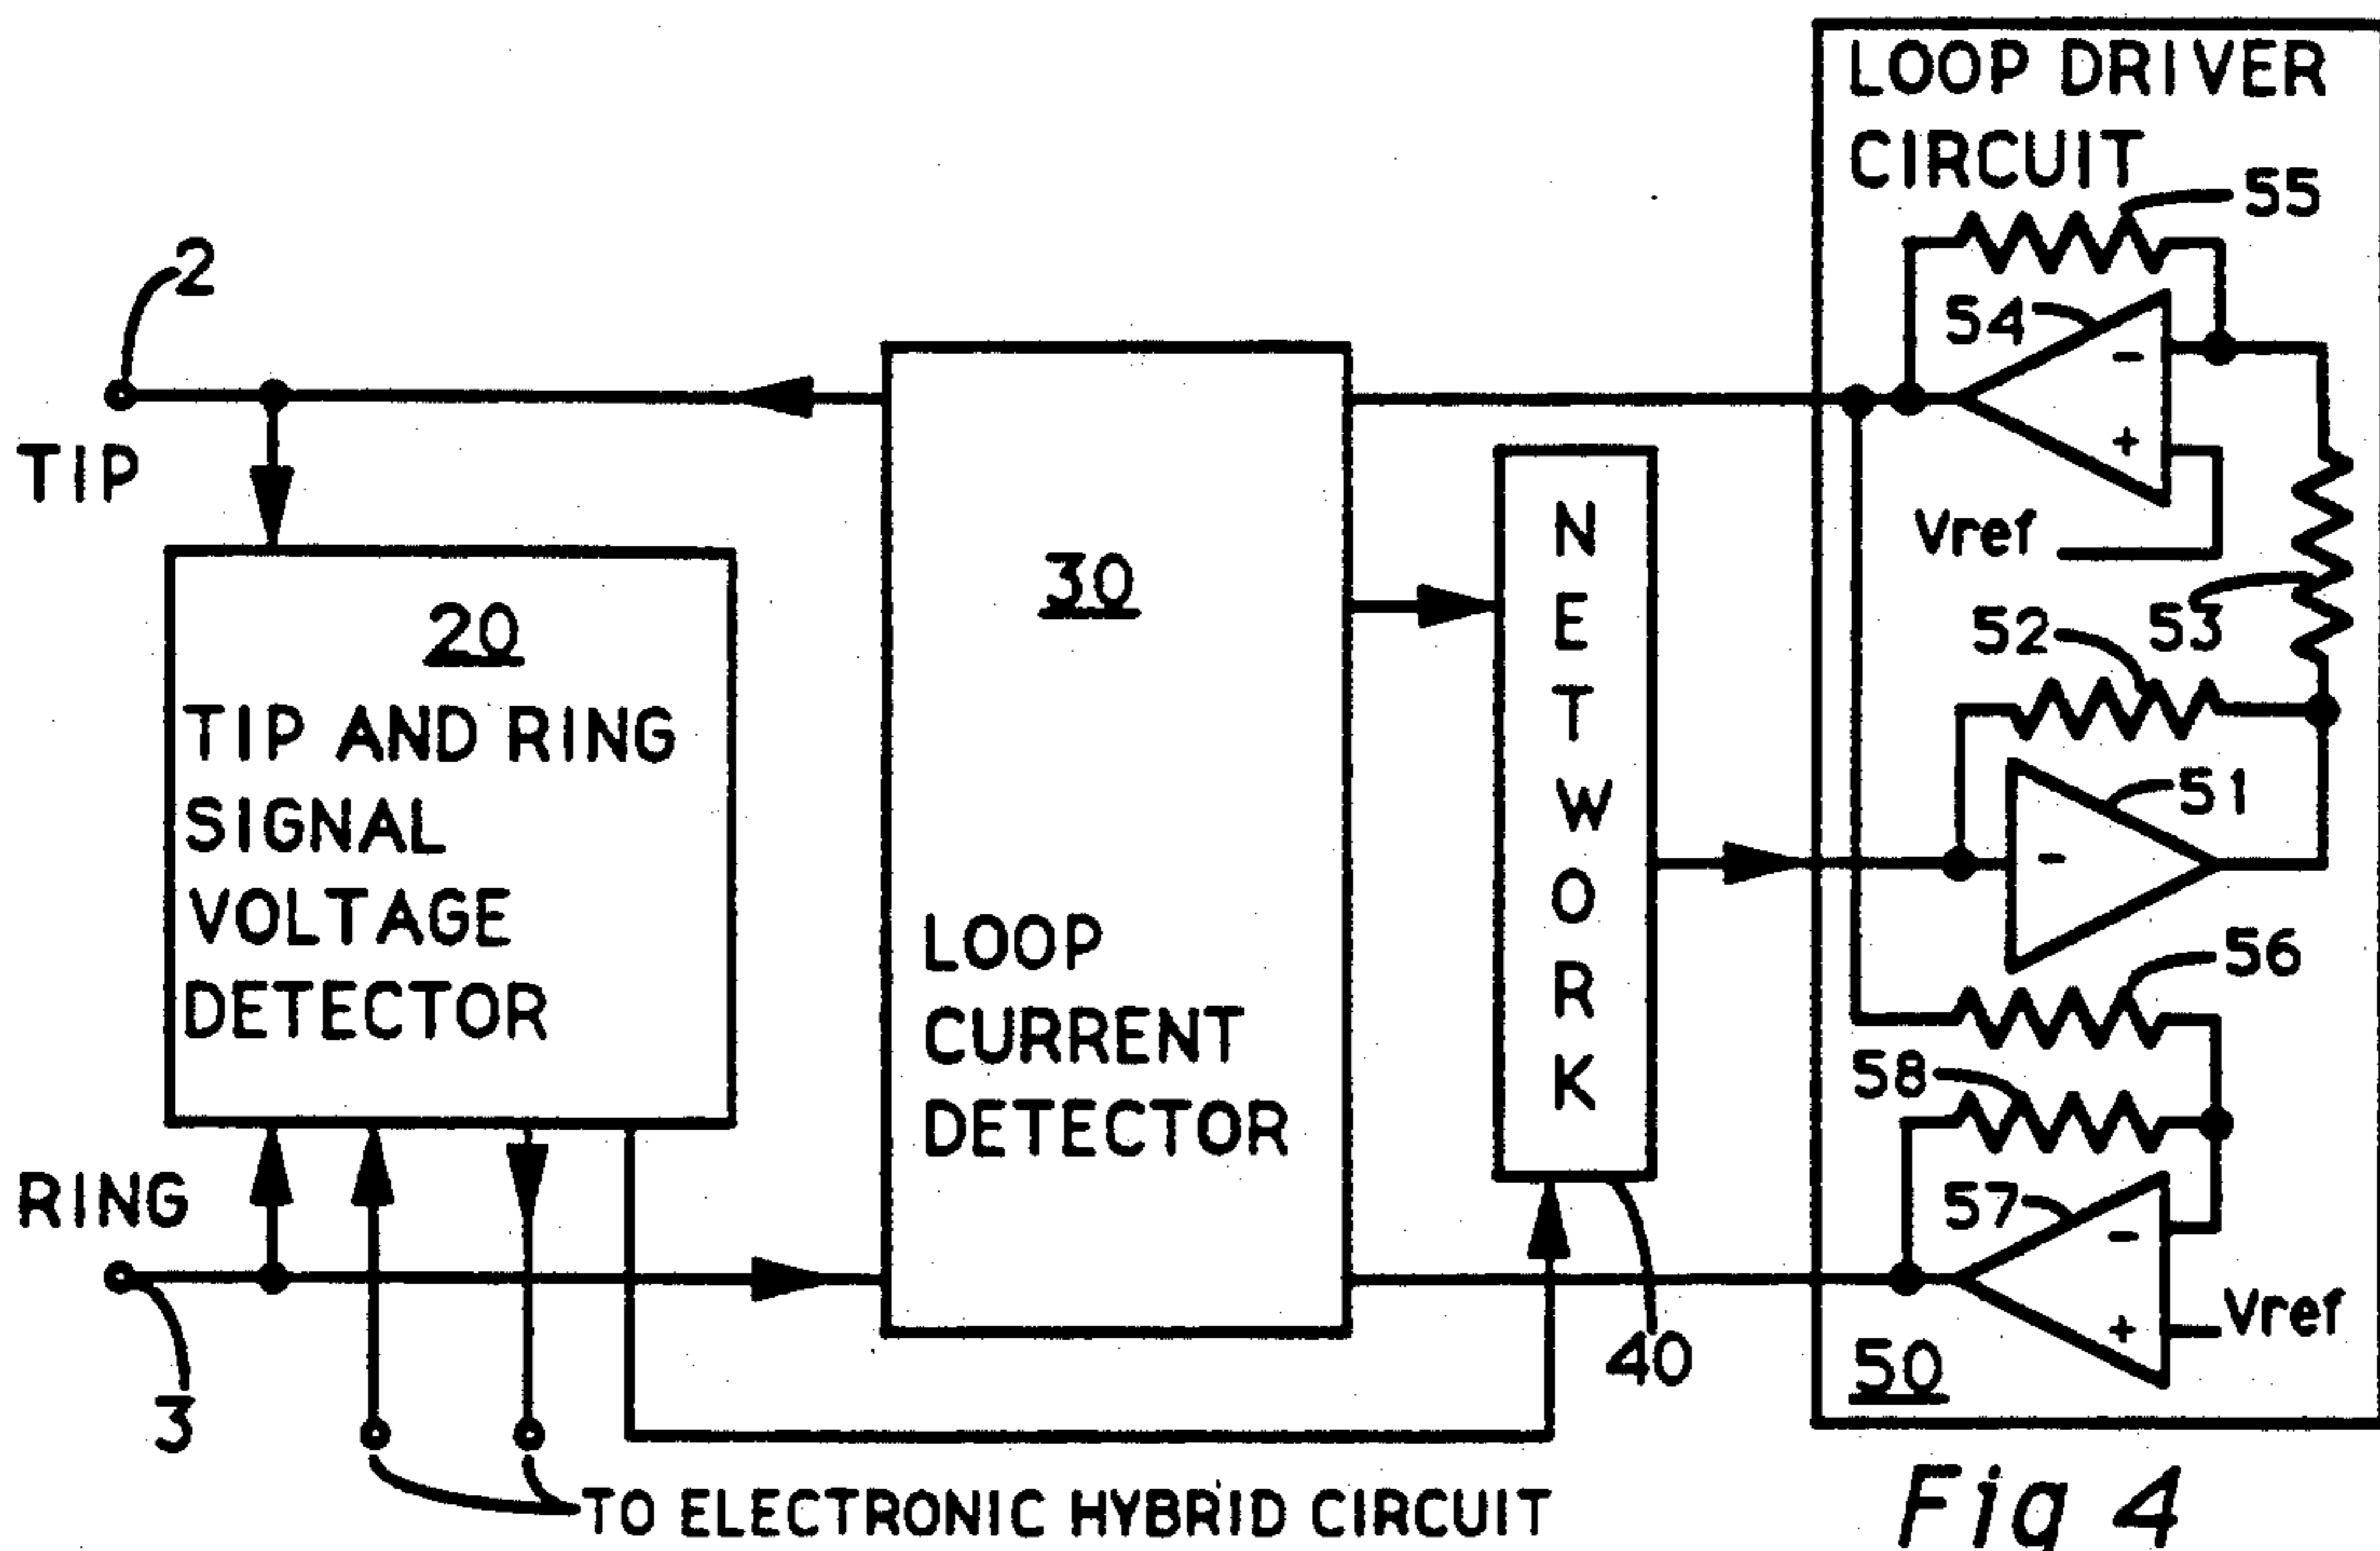 LOOP DRIVER
CIRCUIT
55
2
54
-
TIP
+
Vref
30
N
E
T
W
O
R
K
20
52
53
TIP AND RING
SIGNAL
VOLTAGE
DETECTOR
51
-
LOOP
CURRENT
DETECTOR
56
58
RING
57
-
Vref
+
40
50
3
TO ELECTRONIC HYBRID CIRCUIT
Fig 4